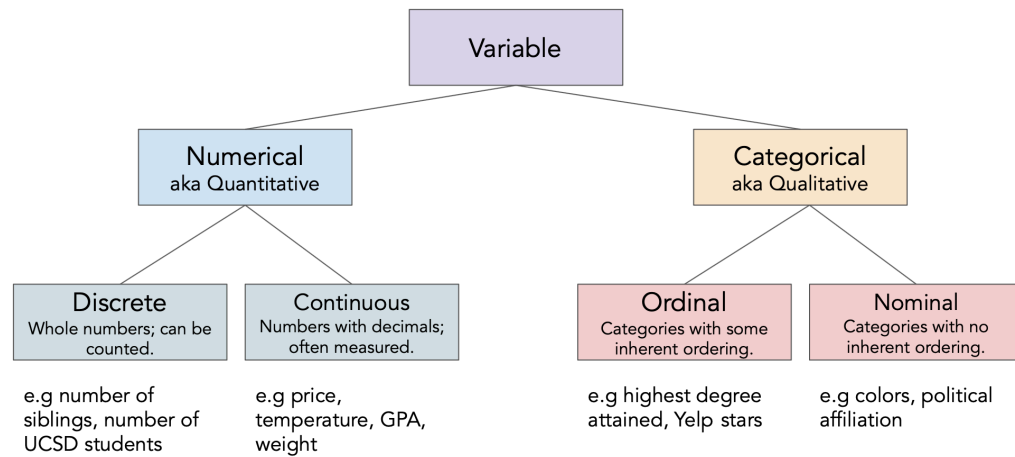 Variable
Numerical
aka Quantitative
Categorical
aka Qualitative
Discrete
Whole numbers; can be
counted.
Continuous
Numbers with decimals;
often measured.
Ordinal
Categories with some
inherent ordering.
Nominal
Categories with no
inherent ordering.
e.g number of
siblings, number of
UCSD students
e.g price,
temperature, GPA,
weight
e.g highest degree
attained, Yelp stars
e.g colors, political
affiliation